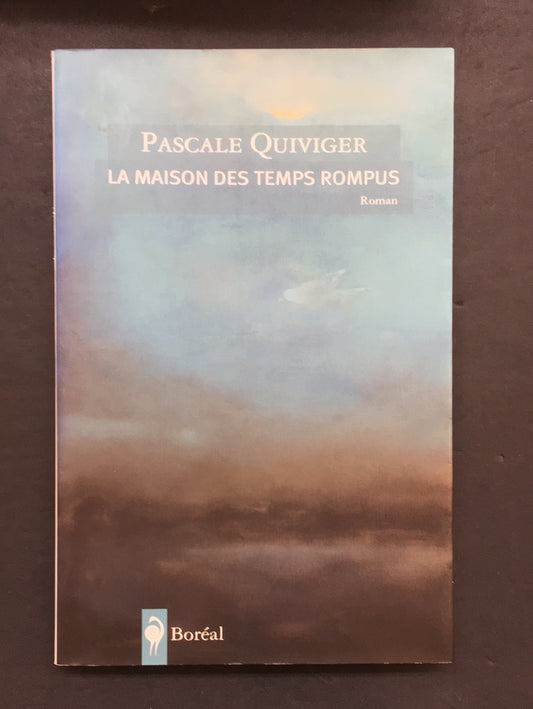 PASCALE QUIVIGER
LA MAISON DES TEMPS ROMPUS
Roman
Boréal